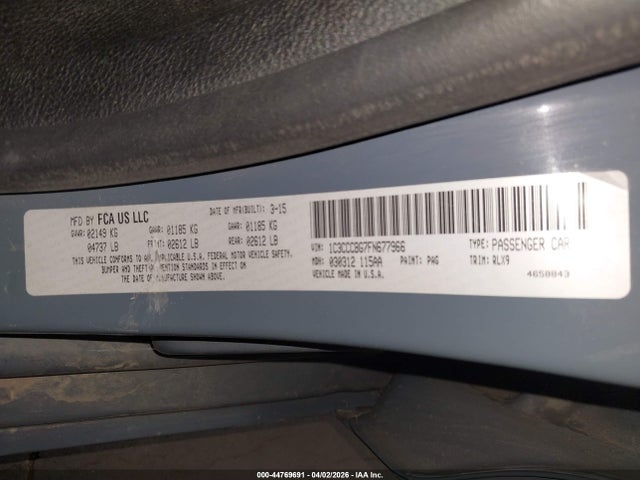 MFD BY FCA US LLC DATE OF MFR(BUILT): 3-15
GVWR: 02149 KG GAWR: 01185 KG GAWR: 01185 KG
04737 LB FRINT: 02612 LB REAR: 02612 LB
THIS VEHICLE CONFORMS TO ALL APPLICABLE U.S.A. FEDERAL MOTOR VEHICLE SAFETY,
BUMPER AND THEFT PREVENTION STANDARDS IN EFFECT ON
THE DATE OF MANUFACTURE SHOWN ABOVE.
VIN: 1C3CCCBG7FN677966 TYPE: PASSENGER CAR
MDH: 030312 115AA PAINT: PAG TRIM: RLX9
VEHICLE MADE IN U.S.A. 4650843
000-44769691 - 04/02/2026 - IAA Inc.